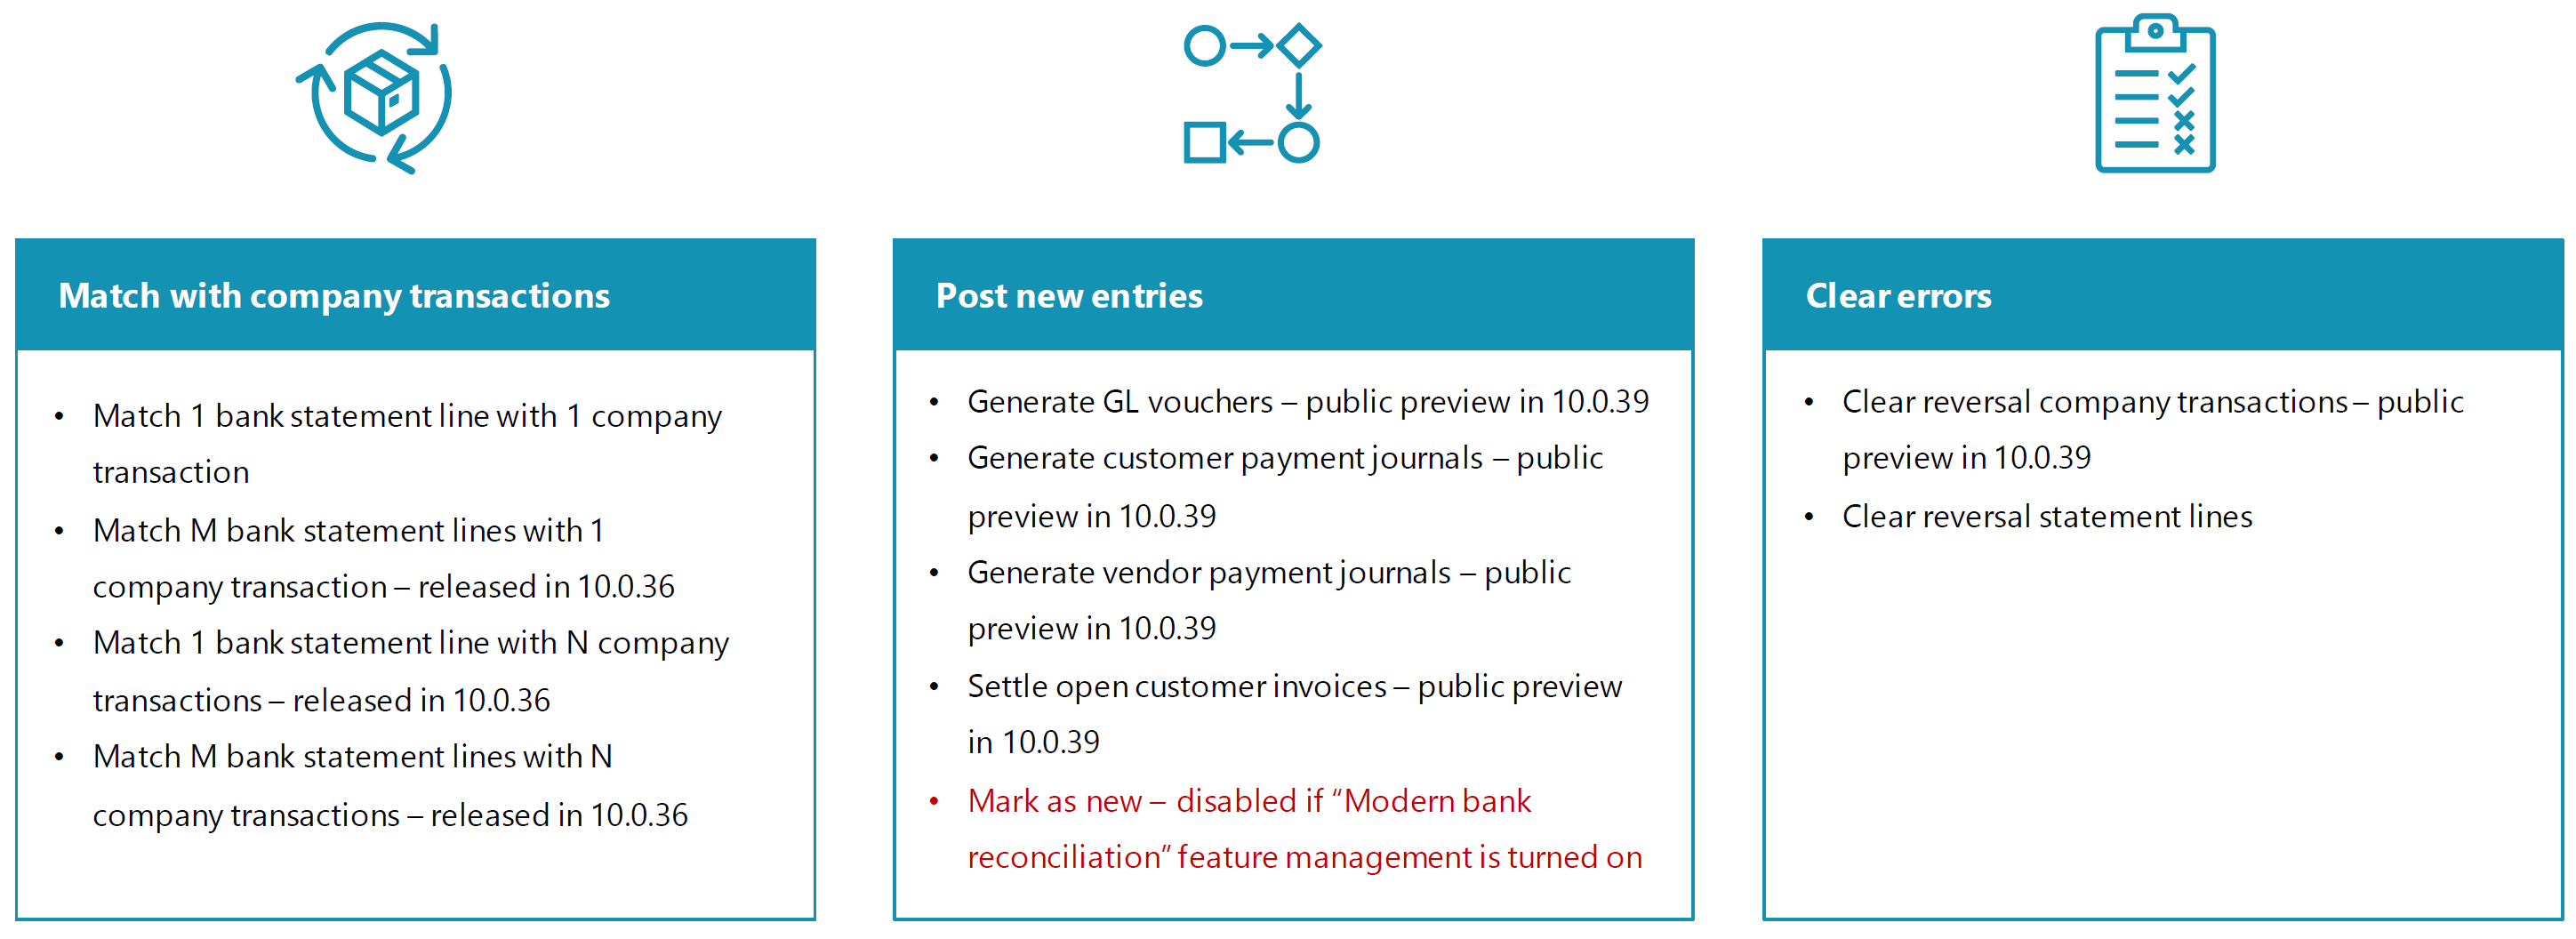 Match with company transactions
• Match 1 bank statement line with 1 company
transaction
• Match M bank statement lines with 1
company transaction – released in 10.0.36
• Match 1 bank statement line with N company
transactions – released in 10.0.36
• Match M bank statement lines with N
company transactions – released in 10.0.36
Post new entries
• Generate GL vouchers – public preview in 10.0.39
• Generate customer payment journals – public
preview in 10.0.39
• Generate vendor payment journals – public
preview in 10.0.39
• Settle open customer invoices – public preview
in 10.0.39
• Mark as new – disabled if “Modern bank
reconciliation” feature management is turned on
Clear errors
• Clear reversal company transactions – public
preview in 10.0.39
• Clear reversal statement lines